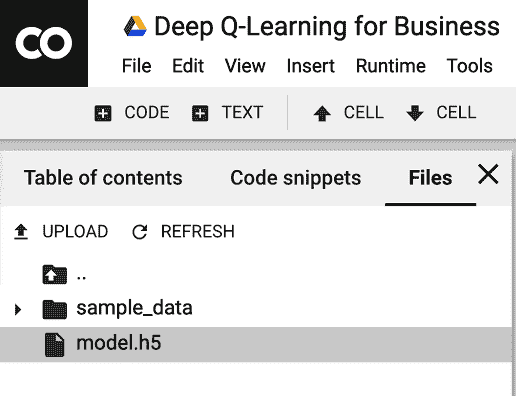 CO
Deep Q-Learning for Business
File Edit View Insert Runtime Tools
CODE TEXT CELL CELL
Table of contents Code snippets Files
UPLOAD REFRESH
..
sample_data
model.h5